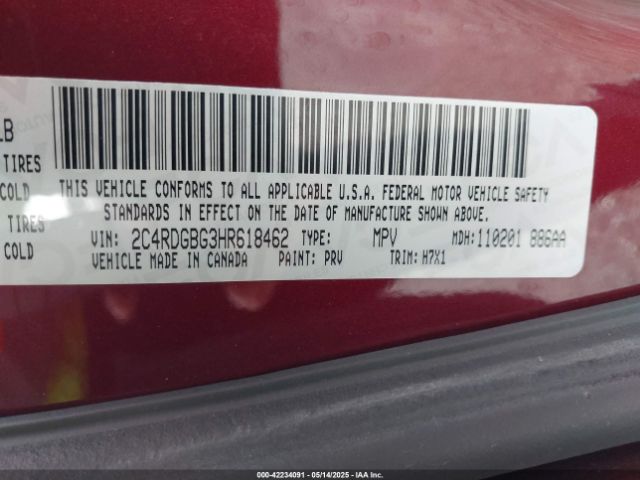 LB
TIRES
COLD
TIRES
COLD
THIS VEHICLE CONFORMS TO ALL APPLICABLE U.S.A. FEDERAL MOTOR VEHICLE SAFETY
STANDARDS IN EFFECT ON THE DATE OF MANUFACTURE SHOWN ABOVE.
VIN: 2C4RDGBG3HR618462 TYPE: MPV MDH: 110201 886AA
VEHICLE MADE IN CANADA PAINT: PRV TRIM: H7X1
000-42234091 - 05/14/2025 - IAA Inc.